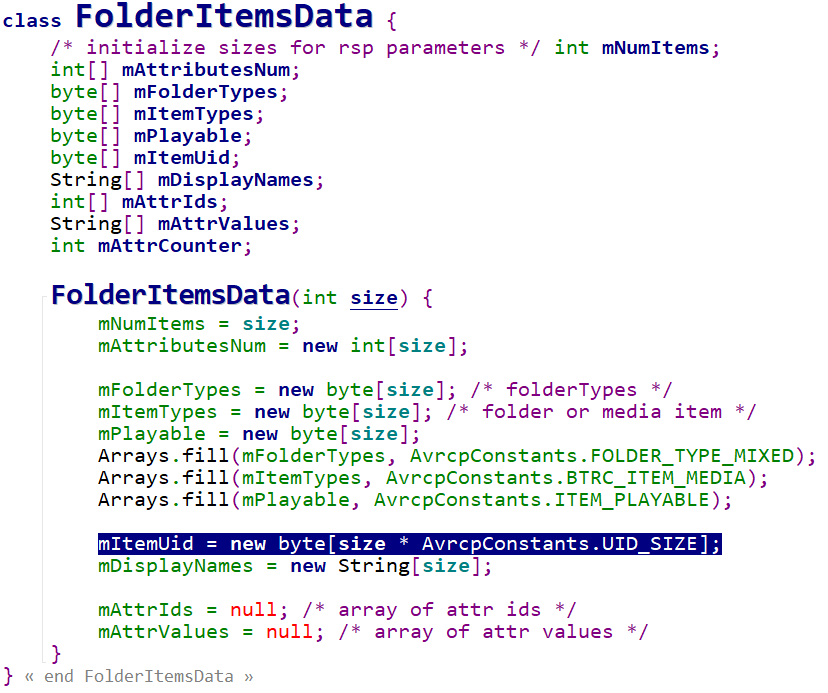 class FolderItemsData {
    /* initialize sizes for rsp parameters */ int mNumItems;
    int[] mAttributesNum;
    byte[] mFolderTypes;
    byte[] mItemTypes;
    byte[] mPlayable;
    byte[] mItemUid;
    String[] mDisplayNames;
    int[] mAttrIds;
    String[] mAttrValues;
    int mAttrCounter;

    FolderItemsData(int size) {
        mNumItems = size;
        mAttributesNum = new int[size];

        mFolderTypes = new byte[size]; /* folderTypes */
        mItemTypes = new byte[size]; /* folder or media item */
        mPlayable = new byte[size];
        Arrays.fill(mFolderTypes, AvrcpConstants.FOLDER_TYPE_MIXED);
        Arrays.fill(mItemTypes, AvrcpConstants.BTRC_ITEM_MEDIA);
        Arrays.fill(mPlayable, AvrcpConstants.ITEM_PLAYABLE);

        mItemUid = new byte[size * AvrcpConstants.UID_SIZE];
        mDisplayNames = new String[size];

        mAttrIds = null; /* array of attr ids */
        mAttrValues = null; /* array of attr values */
    }
} « end FolderItemsData »